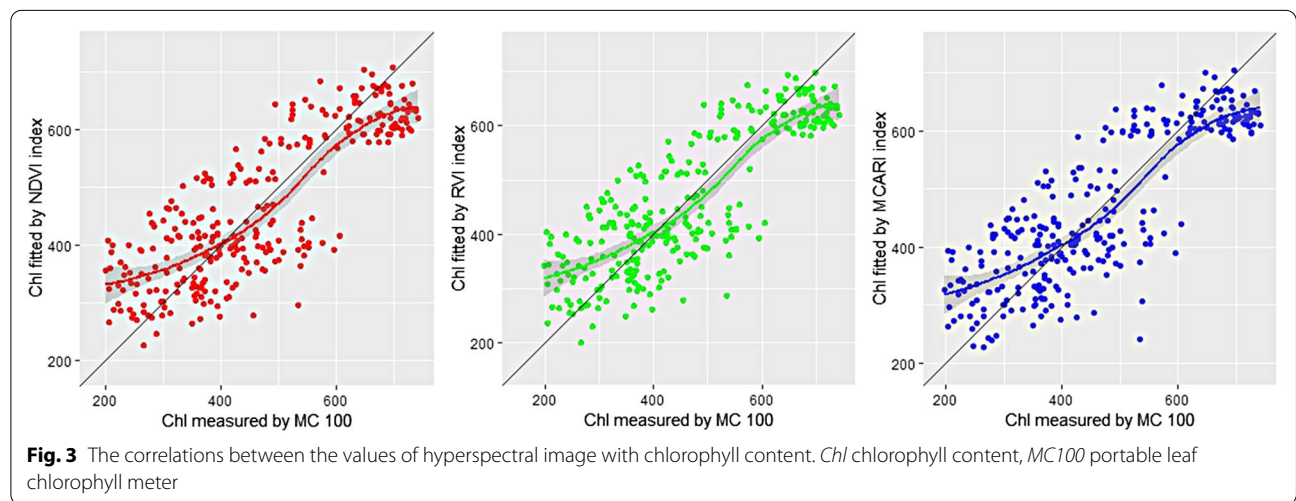 Chl fitted by NDVI index
600
400
200
200 400 600
Chl measured by MC 100
Chl fitted by RVI index
600
400
200
200 400 600
Chl measured by MC 100
Chl fitted by MCARI index
600
400
200
200 400 600
Chl measured by MC 100
Fig. 3 The correlations between the values of hyperspectral image with chlorophyll content. Chl chlorophyll content, MC100 portable leaf
chlorophyll meter